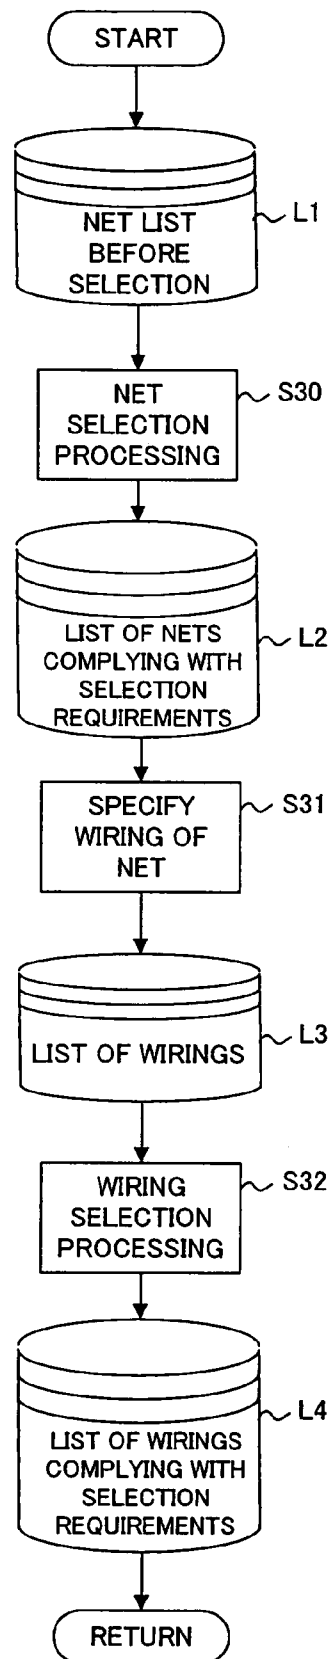 START
NET LIST
BEFORE
SELECTION
L1
NET
SELECTION
PROCESSING
S30
LIST OF NETS
COMPLYING WITH
SELECTION
REQUIREMENTS
L2
SPECIFY
WIRING OF
NET
S31
LIST OF WIRINGS
L3
WIRING
SELECTION
PROCESSING
S32
LIST OF WIRINGS
COMPLYING WITH
SELECTION
REQUIREMENTS
L4
RETURN